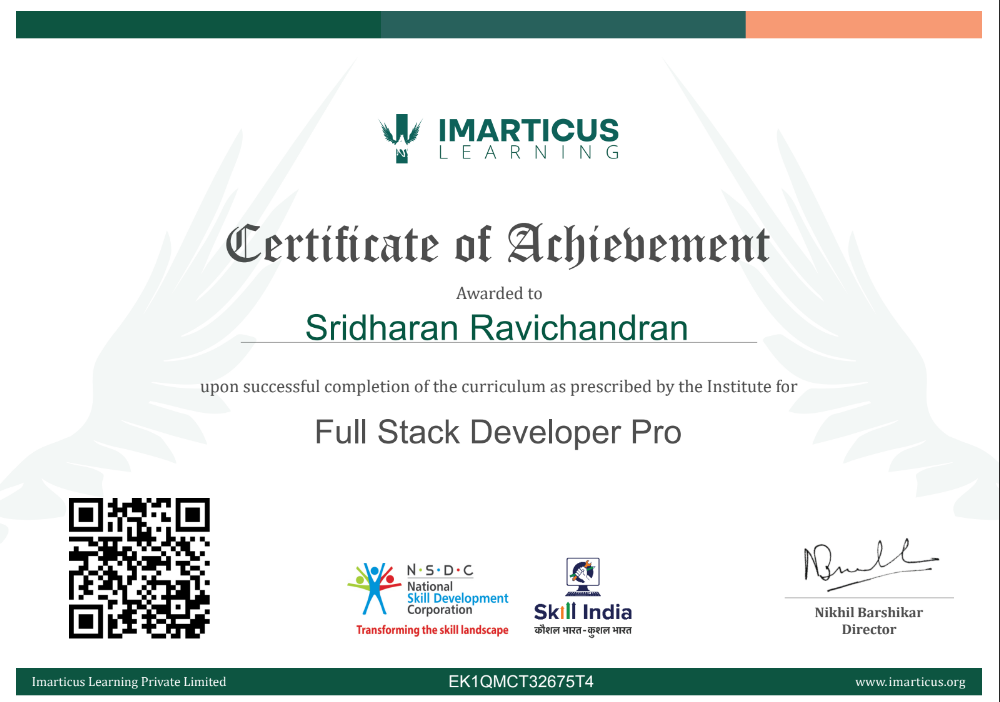 IMARTICUS
LEARNING
Certificate of Achievement
Awarded to
Sridharan Ravichandran
upon successful completion of the curriculum as prescribed by the Institute for
Full Stack Developer Pro
N·S·D·C
National
Skill Development
Corporation
Transforming the skill landscape
Skill India
कौशल भारत-कुशल भारत
Nikhil Barshikar
Director
Imarticus Learning Private Limited
EK1QMCT32675T4
www.imarticus.org